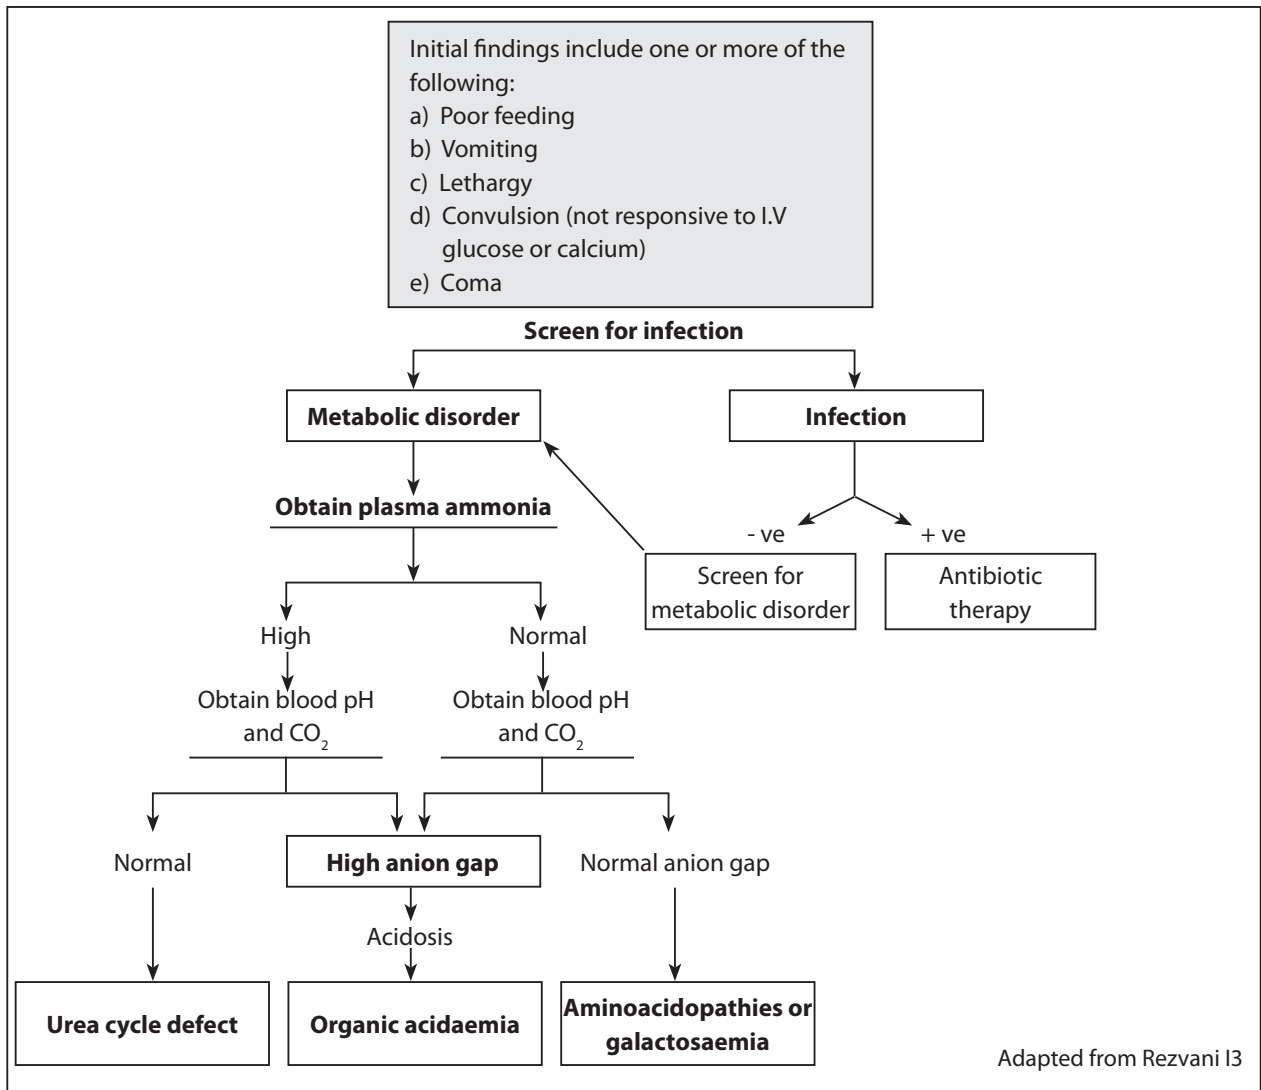 Initial findings include one or more of the
following:
a) Poor feeding
b) Vomiting
c) Lethargy
d) Convulsion (not responsive to I.V
glucose or calcium)
e) Coma
Screen for infection
Metabolic disorder
Infection
Obtain plasma ammonia
- ve
+ ve
Screen for
metabolic disorder
Antibiotic
therapy
High
Normal
Obtain blood pH
and CO₂
Obtain blood pH
and CO₂
Normal
High anion gap
Normal anion gap
Acidosis
Urea cycle defect
Organic acidaemia
Aminoacidopathies or
galactosaemia
Adapted from Rezvani I3